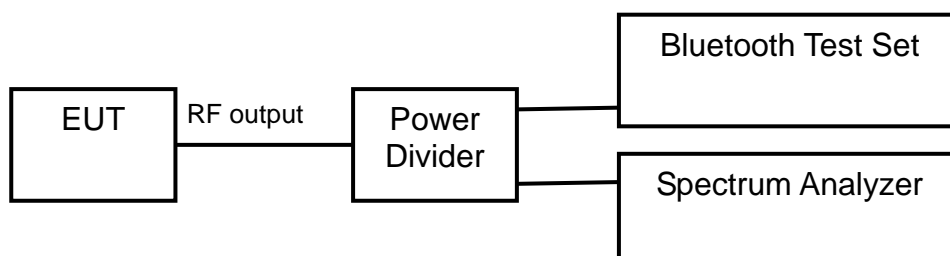 Bluetooth Test Set
EUT
RF output
Power
Divider
Spectrum Analyzer